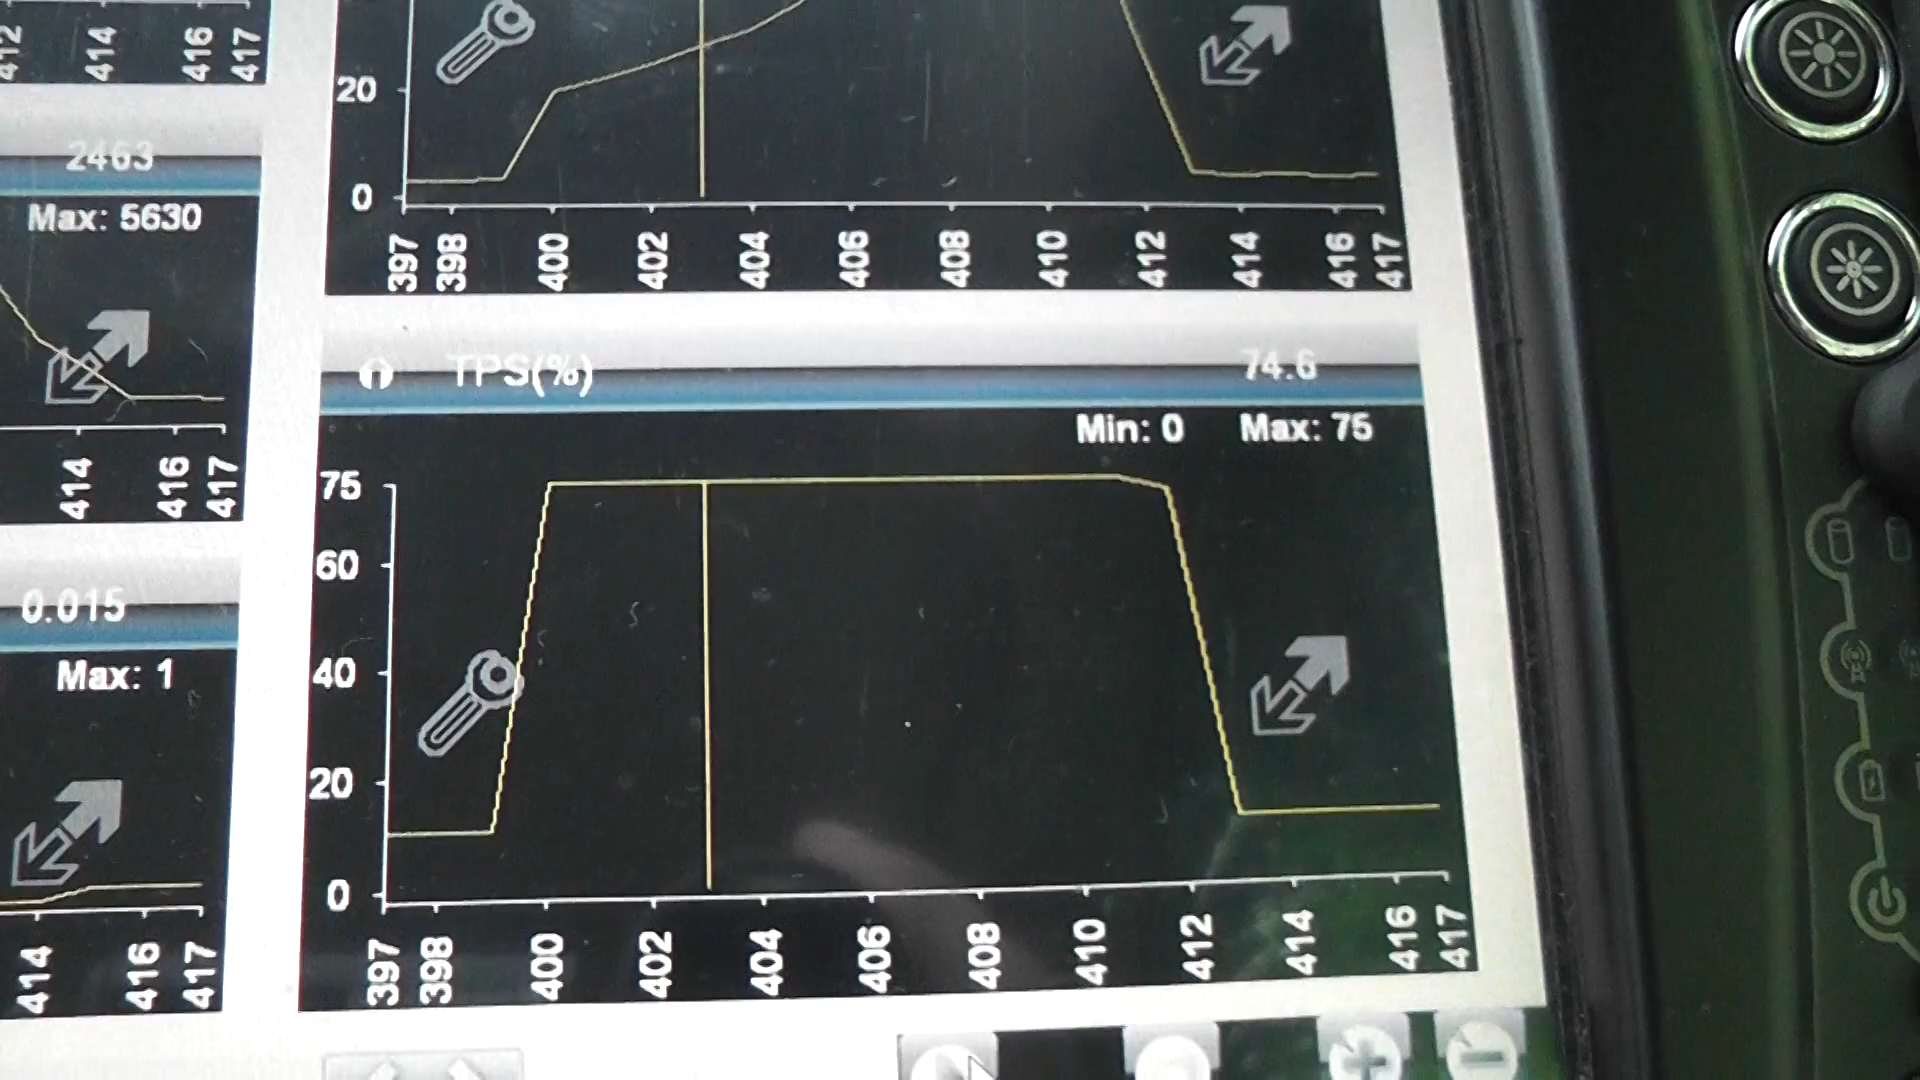 412 414 416 417
2463
Max: 5630
414 416 417
0.015
Max: 1
414 416 417
20
0
397 398 400 402 404 406 408 410 412 414 416 417
TPS(%) 74.6
Min: 0 Max: 75
75
60
40
20
0
397 398 400 402 404 406 408 410 412 414 416 417